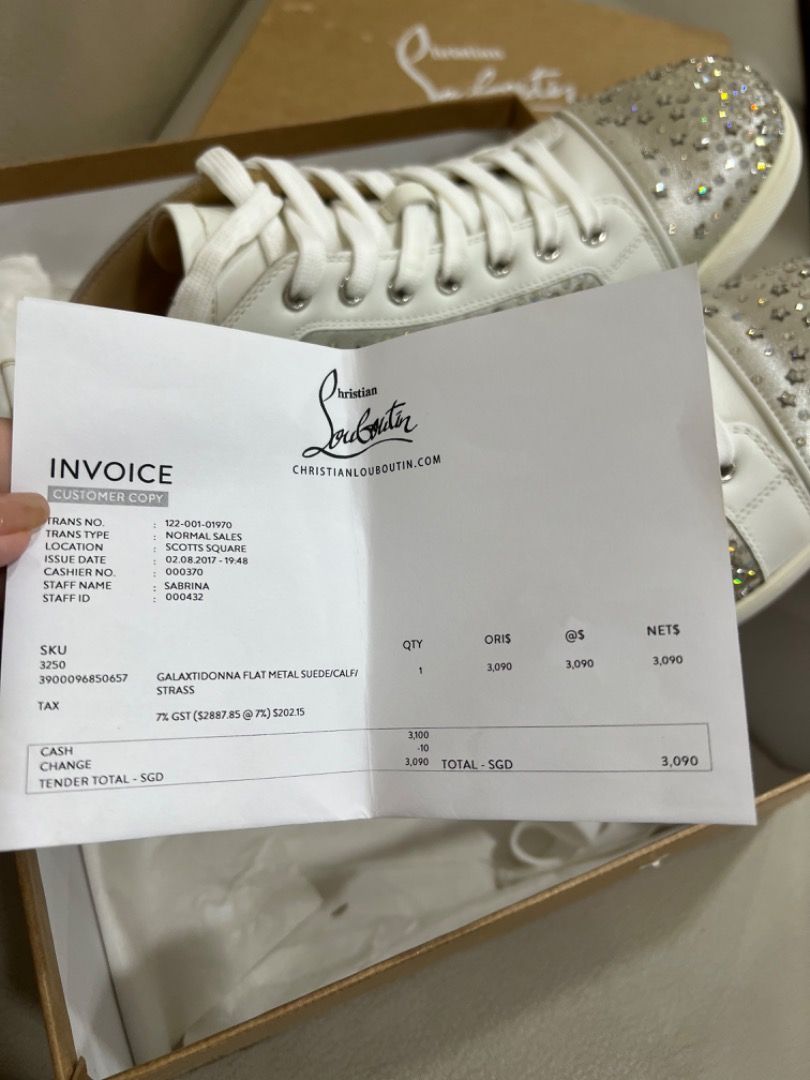 Christian
Louboutin
Christian
Louboutin
CHRISTIANLOUBOUTIN.COM
INVOICE
CUSTOMER COPY
TRANS NO. : 122-001-01970
TRANS TYPE : NORMAL SALES
LOCATION : SCOTTS SQUARE
ISSUE DATE : 02.08.2017 - 19:48
CASHIER NO. : 000370
STAFF NAME : SABRINA
STAFF ID : 000432
SKU QTY ORI$ @$ NET$
3250
3900096850657 GALAXTIDONNA FLAT METAL SUEDE/CALF/ 1 3,090 3,090 3,090
STRASS
TAX 7% GST ($2887.85 @ 7%) $202.15
CASH 3,100
CHANGE -10
TENDER TOTAL - SGD 3,090 TOTAL - SGD 3,090